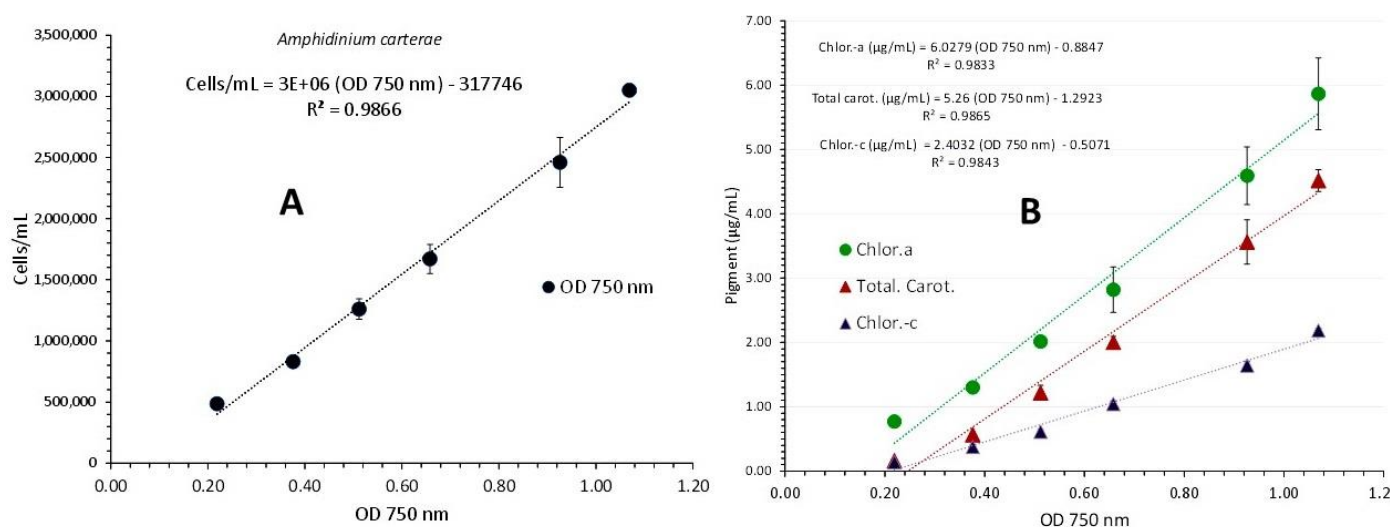 Amphidinium carterae
Cells/mL = 3E+06 (OD 750 nm) - 317746
R² = 0.9866
A
OD 750 nm
3,500,000
3,000,000
2,500,000
2,000,000
1,500,000
1,000,000
500,000
0
Cells/mL
0.00 0.20 0.40 0.60 0.80 1.00 1.20
OD 750 nm
Chlor.-a (µg/mL) = 6.0279 (OD 750 nm) - 0.8847
R² = 0.9833
Total carot. (µg/mL) = 5.26 (OD 750 nm) - 1.2923
R² = 0.9865
Chlor.-c (µg/mL) = 2.4032 (OD 750 nm) - 0.5071
R² = 0.9843
B
Chlor.a
Total. Carot.
Chlor.-c
7.00
6.00
5.00
4.00
3.00
2.00
1.00
0.00
Pigment (µg/mL)
0.00 0.20 0.40 0.60 0.80 1.00 1.2
OD 750 nm